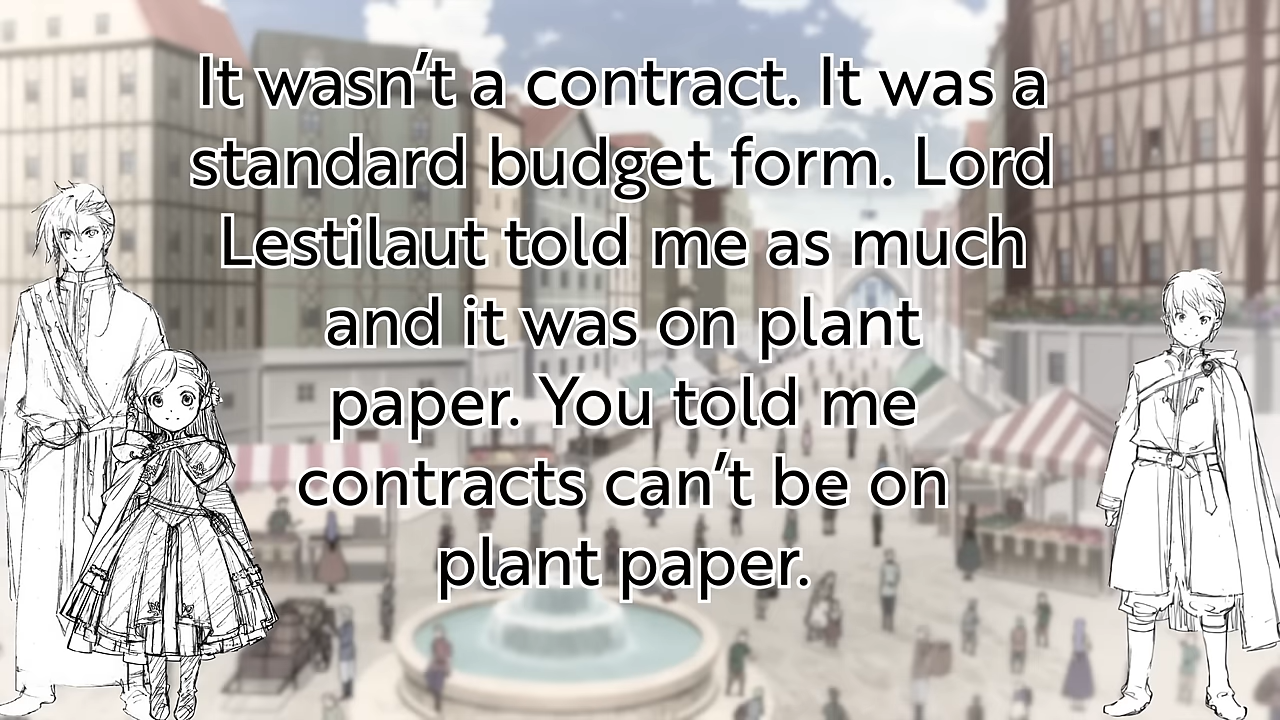 It wasn’t a contract. It was a
standard budget form. Lord
Lestilaut told me as much
and it was on plant
paper. You told me
contracts can’t be on
plant paper.